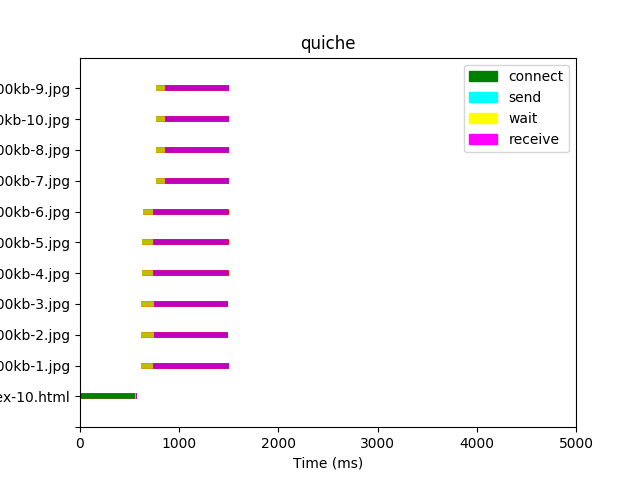 quiche
connect
send
wait
receive
00kb-9.jpg
0kb-10.jpg
00kb-8.jpg
00kb-7.jpg
00kb-6.jpg
00kb-5.jpg
00kb-4.jpg
00kb-3.jpg
00kb-2.jpg
00kb-1.jpg
ex-10.html
0 1000 2000 3000 4000 5000
Time (ms)